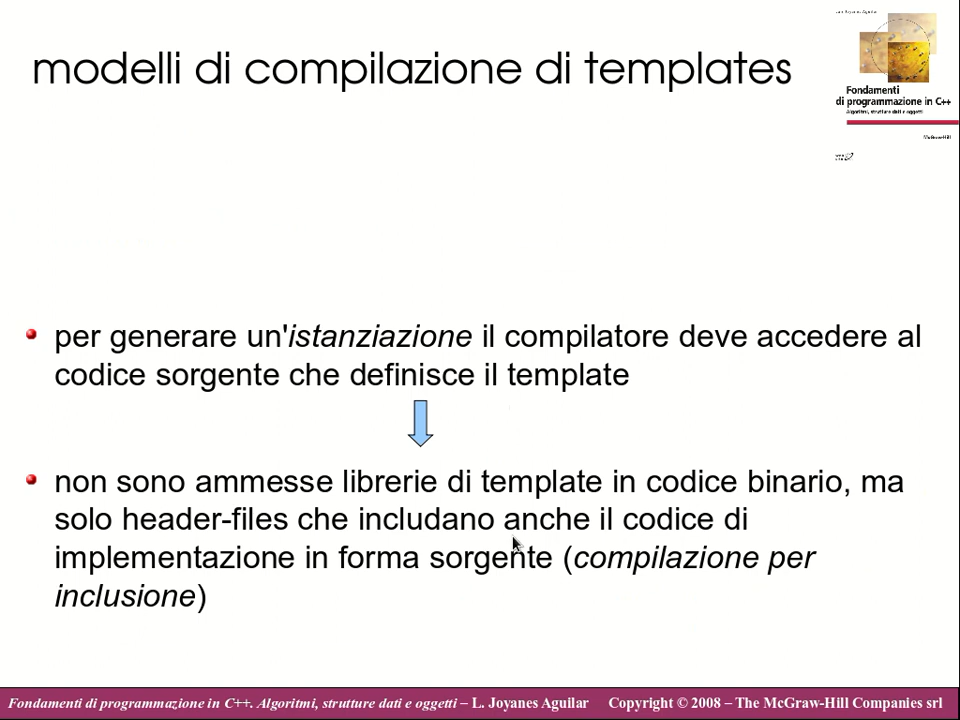 modelli di compilazione di templates
Fondamenti
di programmazione in C++
Algoritmi, strutture dati e oggetti
McGraw-Hill
per generare un'istanziazione il compilatore deve accedere al
codice sorgente che definisce il template
non sono ammesse librerie di template in codice binario, ma
solo header-files che includano anche il codice di
implementazione in forma sorgente (compilazione per
inclusione)
Fondamenti di programmazione in C++. Algoritmi, strutture dati e oggetti – L. Joyanes Aguilar Copyright © 2008 – The McGraw-Hill Companies srl